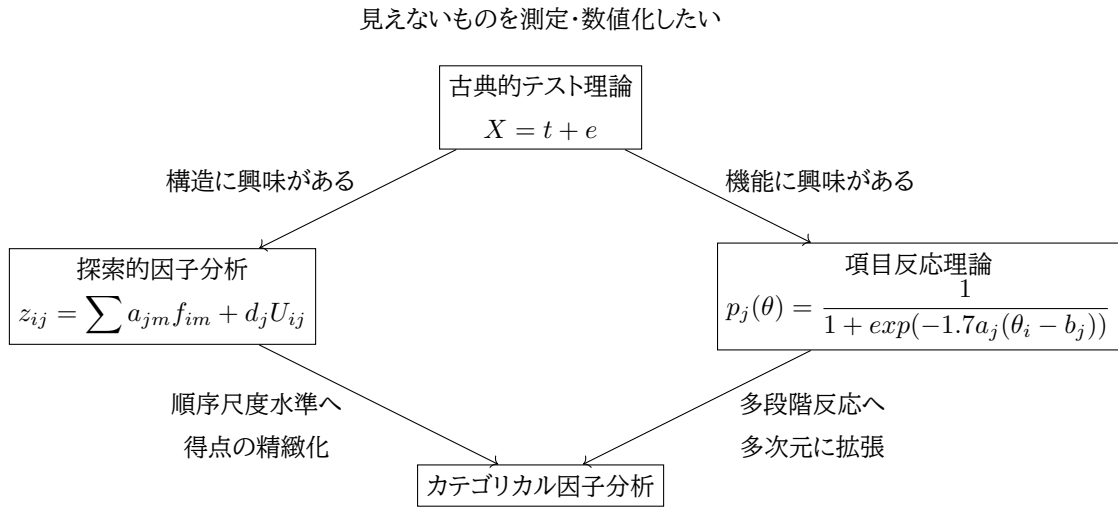 見えないものを測定・数値化したい
古典的テスト理論
X = t + e
構造に興味がある
機能に興味がある
探索的因子分析
z_{ij} = ∑ a_{jm} f_{im} + d_j U_{ij}
項目反応理論
p_j(θ) = \frac{1}{1 + exp(−1.7a_j(θ_i − b_j))}
順序尺度水準へ
得点の精緻化
多段階反応へ
多次元に拡張
カテゴリカル因子分析